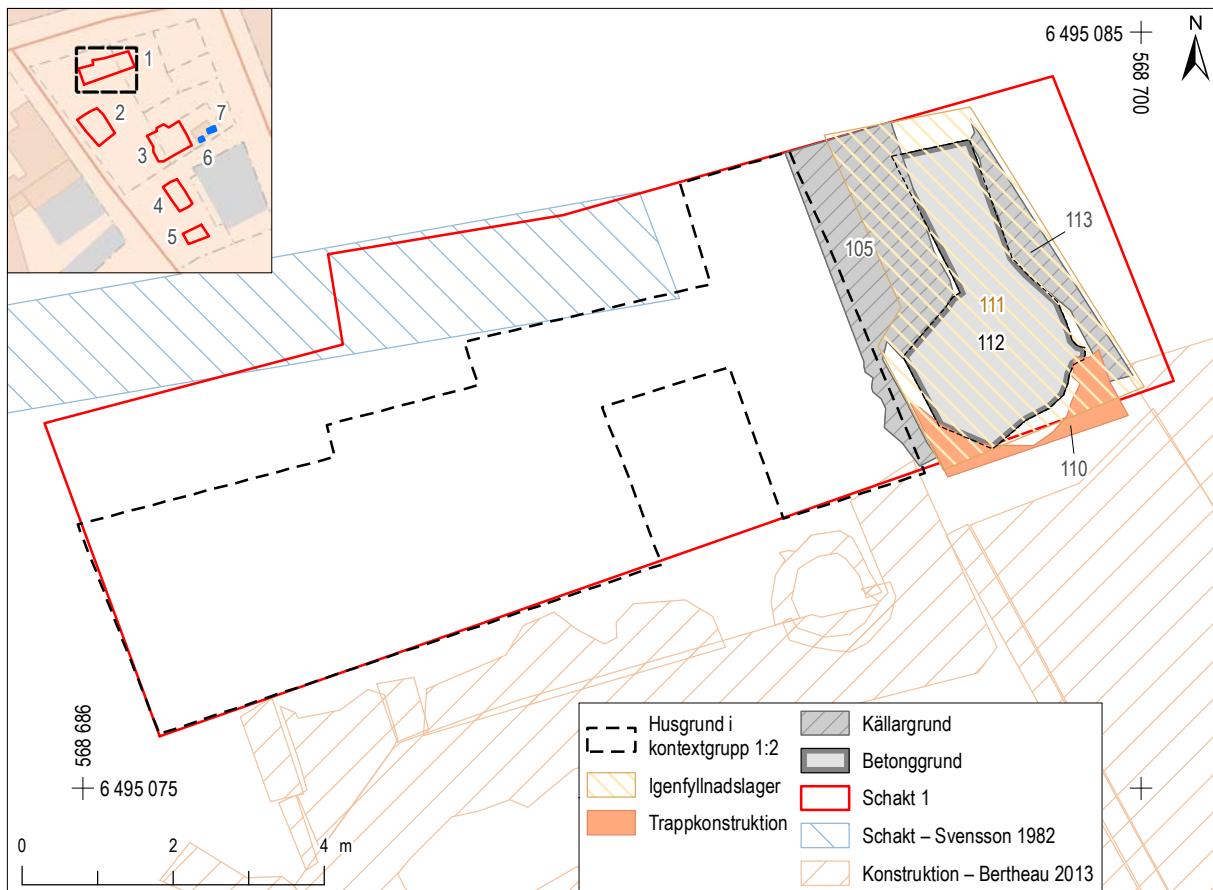 1
2
7
3
6
4
5
6 495 085
N
568 700
105
113
111
112
110
568 686
6 495 075
0 2 4 m
Husgrund i
kontextgrupp 1:2
Igenfyllnadslager
Trappkonstruktion
Källargrund
Betonggrund
Schakt 1
Schakt – Svensson 1982
Konstruktion – Bertheau 2013